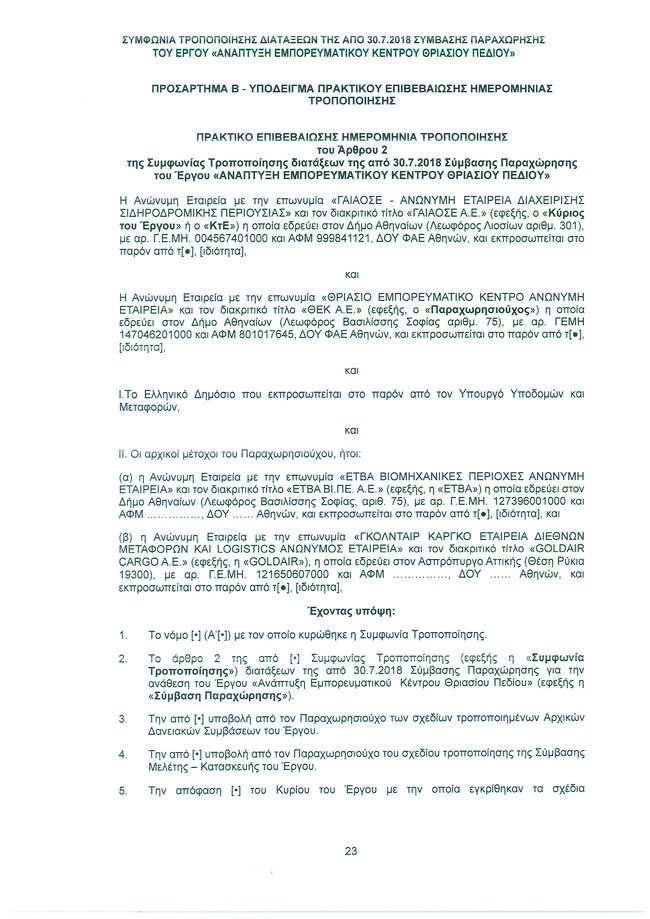 ΣΥΜΦΩΝΙΑ ΤΡΟΠΟΠΟΙΗΣΗΣ ΔΙΑΤΑΞΕΩΝ ΤΗΣ ΑΠΟ 30.7.2018 ΣΥΜΒΑΣΗΣ ΠΑΡΑΧΩΡΗΣΗΣ
ΤΟΥ ΕΡΓΟΥ «ΑΝΑΠΤΥΞΗ ΕΜΠΟΡΕΥΜΑΤΙΚΟΥ ΚΕΝΤΡΟΥ ΘΡΙΑΣΙΟΥ ΠΕΔΙΟΥ»
ΠΡΟΣΑΡΤΗΜΑ Β - ΥΠΟΔΕΙΓΜΑ ΠΡΑΚΤΙΚΟΥ ΕΠΙΒΕΒΑΙΩΣΗΣ ΗΜΕΡΟΜΗΝΙΑΣ
ΤΡΟΠΟΠΟΙΗΣΗΣ
ΠΡΑΚΤΙΚΟ ΕΠΙΒΕΒΑΙΩΣΗΣ ΗΜΕΡΟΜΗΝΙΑ ΤΡΟΠΟΠΟΙΗΣΗΣ
του Άρθρου 2
της Συμφωνίας Τροποποίησης διατάξεων της από 30.7.2018 Σύμβασης Παραχώρησης
του Έργου «ΑΝΑΠΤΥΞΗ ΕΜΠΟΡΕΥΜΑΤΙΚΟΥ ΚΕΝΤΡΟΥ ΘΡΙΑΣΙΟΥ ΠΕΔΙΟΥ»
Η Ανώνυμη Εταιρεία με την επωνυμία «ΓΑΙΑΟΣΕ - ΑΝΩΝΥΜΗ ΕΤΑΙΡΕΙΑ ΔΙΑΧΕΙΡΙΣΗΣ
ΣΙΔΗΡΟΔΡΟΜΙΚΗΣ ΠΕΡΙΟΥΣΙΑΣ» και τον διακριτικό τίτλο «ΓΑΙΑΟΣΕ Α.Ε.» (εφεξής, ο «Κύριος
του Έργου» ή ο «ΚτΕ») η οποία εδρεύει στον Δήμο Αθηναίων (Λεωφόρος Λιοσίων αριθμ. 301),
με αρ. Γ.Ε.ΜΗ. 004567401000 και ΑΦΜ 999841121, ΔΟΥ ΦΑΕ Αθηνών, και εκπροσωπείται στο
παρόν από τ[●], [ιδιότητα],
και
Η Ανώνυμη Εταιρεία με την επωνυμία «ΘΡΙΑΣΙΟ ΕΜΠΟΡΕΥΜΑΤΙΚΟ ΚΕΝΤΡΟ ΑΝΩΝΥΜΗ
ΕΤΑΙΡΕΙΑ» και τον διακριτικό τίτλο «ΘΕΚ Α.Ε.» (εφεξής, ο «Παραχωρησιούχος») η οποία
εδρεύει στον Δήμο Αθηναίων (Λεωφόρος Βασιλίσσης Σοφίας αριθμ. 75), με αρ. ΓΕΜΗ
147046201000 και ΑΦΜ 801017645, ΔΟΥ ΦΑΕ Αθηνών, και εκπροσωπείται στο παρόν από τ[●],
[ιδιότητα],
και
Ι.Το Ελληνικό Δημόσιο που εκπροσωπείται στο παρόν από τον Υπουργό Υποδομών και
Μεταφορών,
και
ΙΙ. Οι αρχικοί μέτοχοι του Παραχωρησιούχου, ήτοι:
(α) η Ανώνυμη Εταιρεία με την επωνυμία «ΕΤΒΑ ΒΙΟΜΗΧΑΝΙΚΕΣ ΠΕΡΙΟΧΕΣ ΑΝΩΝΥΜΗ
ΕΤΑΙΡΕΙΑ» και τον διακριτικό τίτλο «ΕΤΒΑ ΒΙ.ΠΕ. Α.Ε.» (εφεξής, η «ΕΤΒΑ») η οποία εδρεύει στον
Δήμο Αθηναίων (Λεωφόρος Βασιλίσσης Σοφίας, αριθ. 75), με αρ. Γ.Ε.ΜΗ. 127396001000 και
ΑΦΜ ……………, ΔΟΥ …… Αθηνών, και εκπροσωπείται στο παρόν από τ[●], [ιδιότητα], και
(β) η Ανώνυμη Εταιρεία με την επωνυμία «ΓΚΟΛΝΤΑΙΡ ΚΑΡΓΚΟ ΕΤΑΙΡΕΙΑ ΔΙΕΘΝΩΝ
ΜΕΤΑΦΟΡΩΝ ΚΑΙ LOGISTICS ΑΝΩΝΥΜΟΣ ΕΤΑΙΡΕΙΑ» και τον διακριτικό τίτλο «GOLDAIR
CARGO Α.Ε.» (εφεξής, η «GOLDAIR»), η οποία εδρεύει στον Ασπρόπυργο Αττικής (Θέση Ρύκια
19300), με αρ. Γ.Ε.ΜΗ. 121650607000 και ΑΦΜ ……………, ΔΟΥ …… Αθηνών, και
εκπροσωπείται στο παρόν από τ[●], [ιδιότητα],
Έχοντας υπόψη:
1. Το νόμο [•] (Α'[•]) με τον οποίο κυρώθηκε η Συμφωνία Τροποποίησης.
2. Το άρθρο 2 της από [•] Συμφωνίας Τροποποίησης (εφεξής η «Συμφωνία
Τροποποίησης») διατάξεων της από 30.7.2018 Σύμβασης Παραχώρησης για την
ανάθεση του Έργου «Ανάπτυξη Εμπορευματικού Κέντρου Θριασίου Πεδίου» (εφεξής η
«Σύμβαση Παραχώρησης»).
3. Την από [•] υποβολή από τον Παραχωρησιούχο των σχεδίων τροποποιημένων Αρχικών
Δανειακών Συμβάσεων του Έργου.
4. Την από [•] υποβολή από τον Παραχωρησιούχο του σχεδίου τροποποίησης της Σύμβασης
Μελέτης – Κατασκευής του Έργου.
5. Την απόφαση [•] του Κυρίου του Έργου με την οποία εγκρίθηκαν τα σχέδια
23